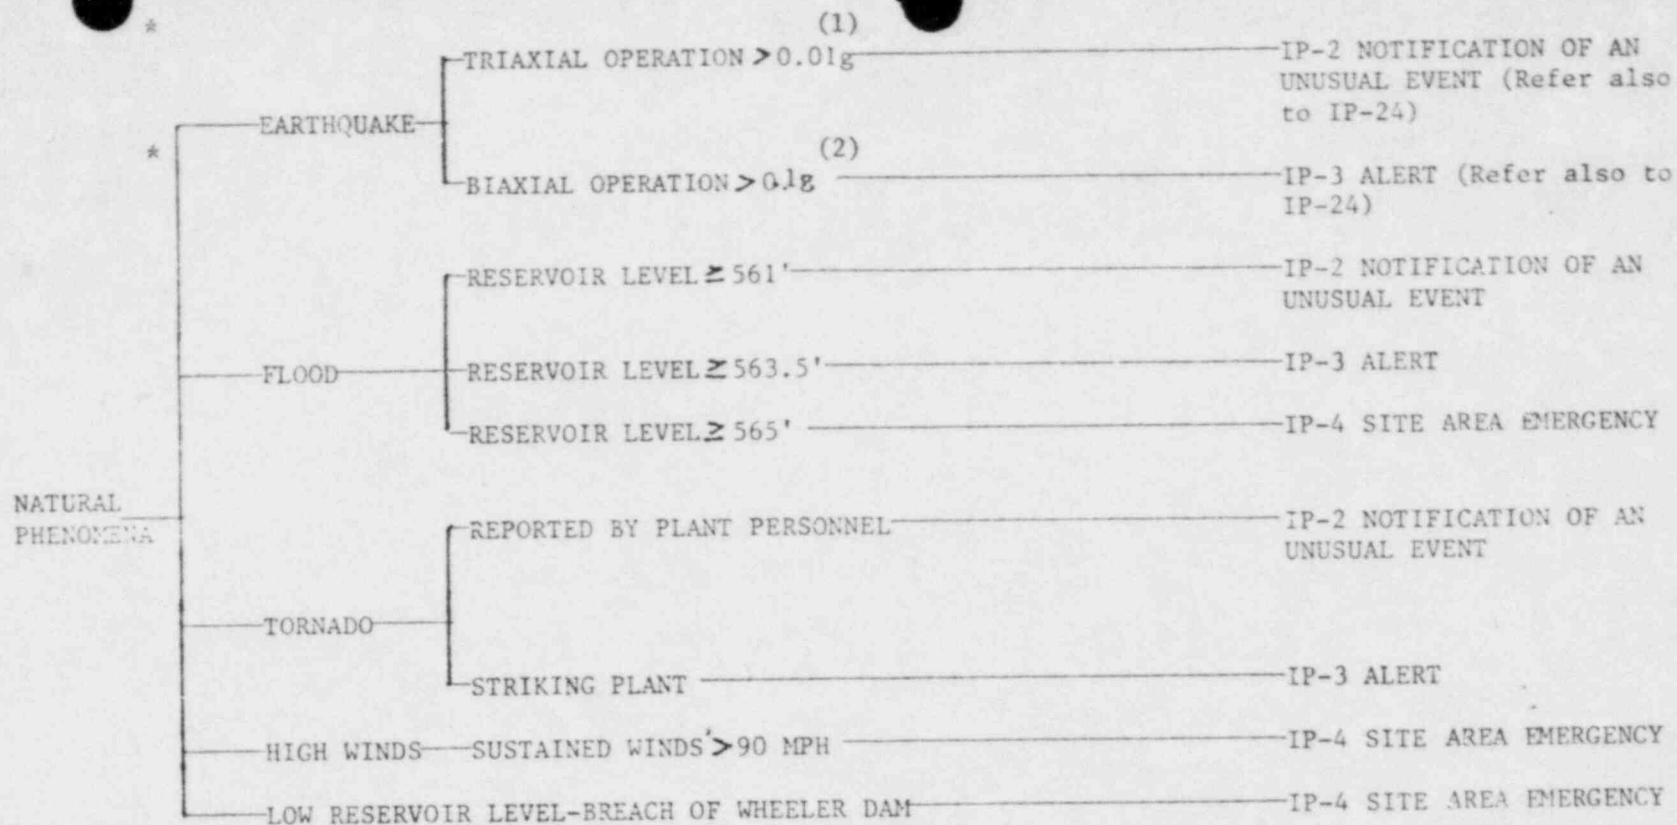 *
(1)
TRIAXIAL OPERATION > 0.01g
IP-2 NOTIFICATION OF AN
UNUSUAL EVENT (Refer also
to IP-24)
EARTHQUAKE
*
(2)
BIAXIAL OPERATION > 0.1g
IP-3 ALERT (Refer also to
IP-24)
RESERVOIR LEVEL ≥ 561'
IP-2 NOTIFICATION OF AN
UNUSUAL EVENT
FLOOD
RESERVOIR LEVEL ≥ 563.5'
IP-3 ALERT
RESERVOIR LEVEL ≥ 565'
IP-4 SITE AREA EMERGENCY
NATURAL
PHENOMENA
REPORTED BY PLANT PERSONNEL
IP-2 NOTIFICATION OF AN
UNUSUAL EVENT
TORNADO
STRIKING PLANT
IP-3 ALERT
HIGH WINDS
SUSTAINED WINDS > 90 MPH
IP-4 SITE AREA EMERGENCY
LOW RESERVOIR LEVEL-BREACH OF WHEELER DAM
IP-4 SITE AREA EMERGENCY